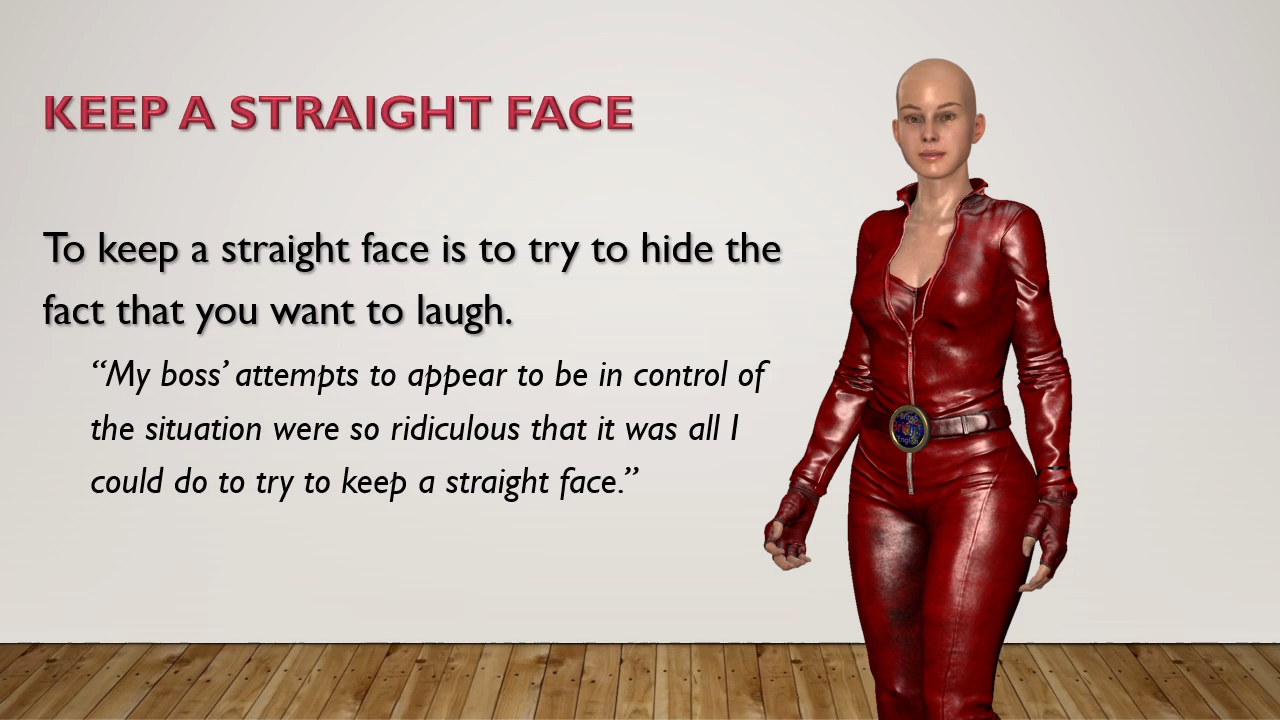 KEEP A STRAIGHT FACE
To keep a straight face is to try to hide the
fact that you want to laugh.
“My boss’ attempts to appear to be in control of
the situation were so ridiculous that it was all I
could do to try to keep a straight face.”
English